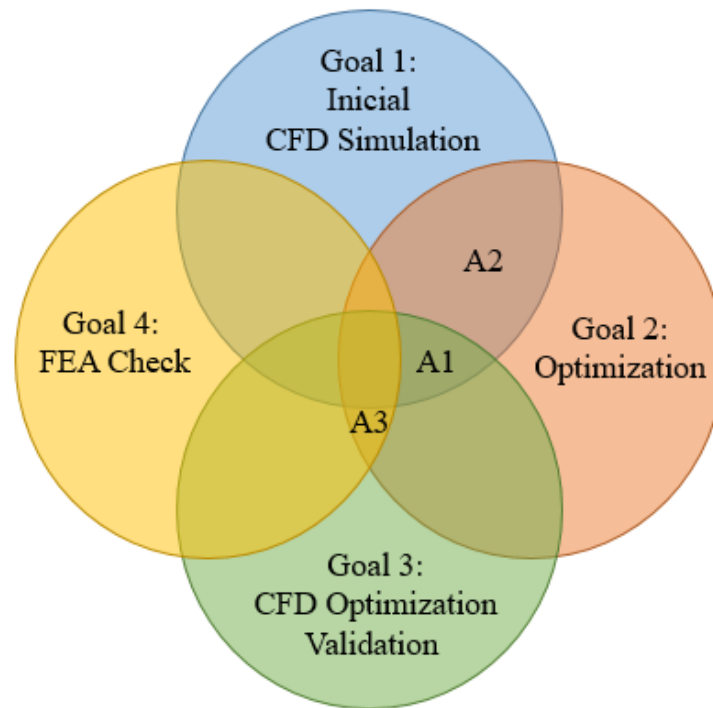 Goal 1:
Inicial
CFD Simulation
A2
Goal 4:
FEA Check
A1
Goal 2:
Optimization
A3
Goal 3:
CFD Optimization
Validation